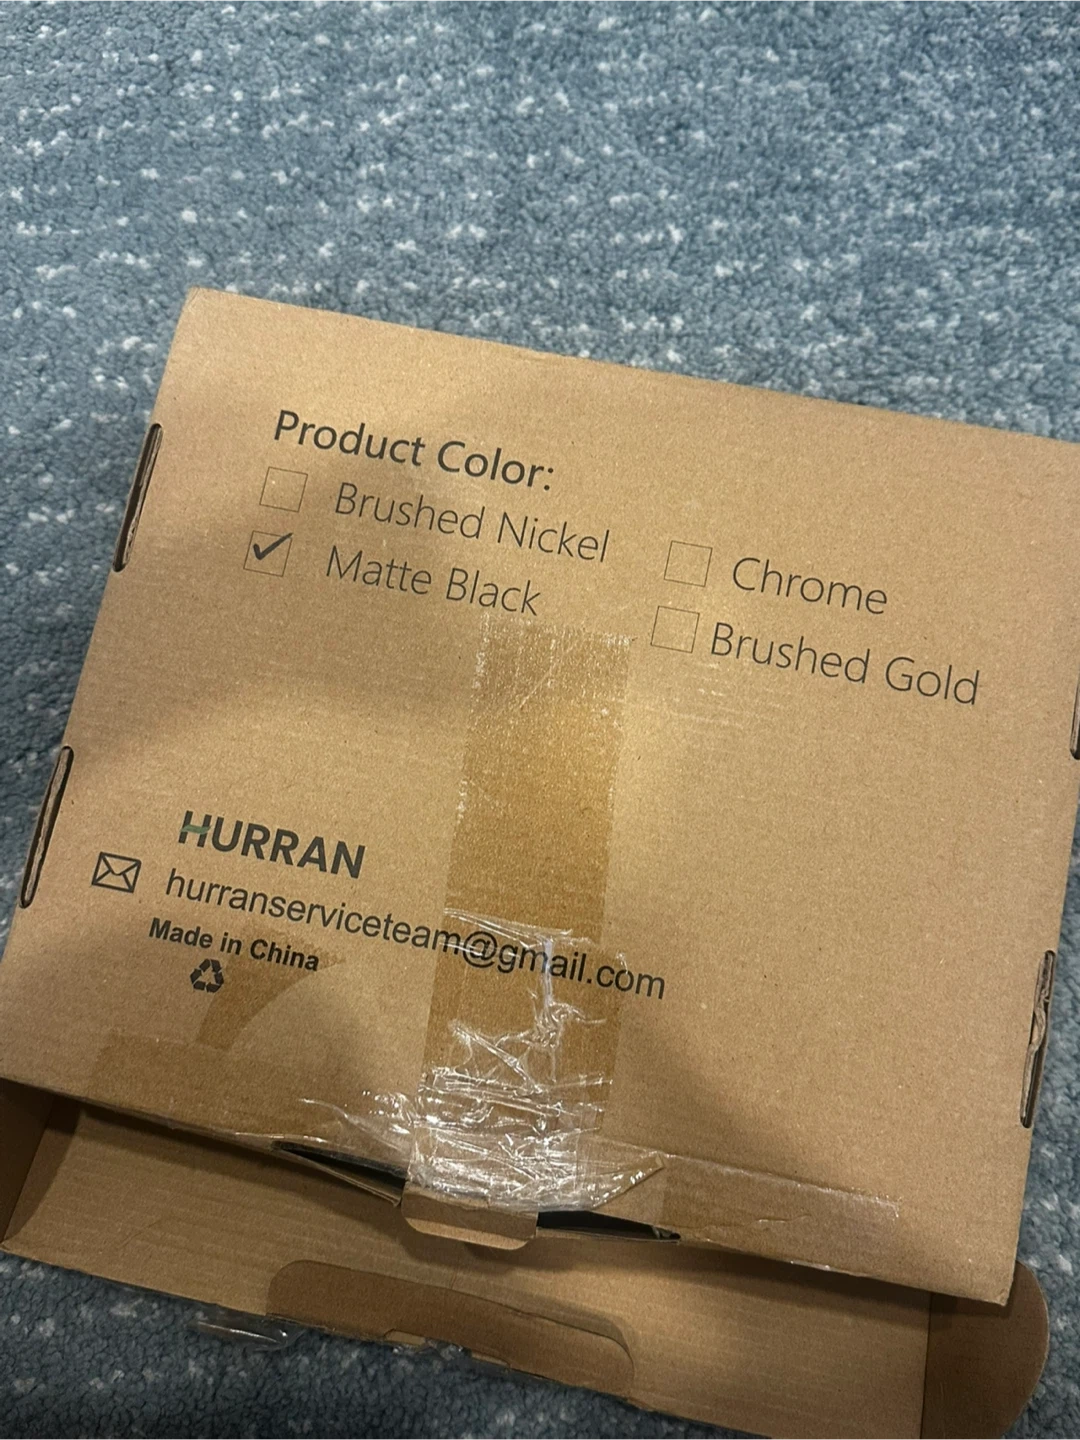 Product Color:
Brushed Nickel
Chrome
Matte Black
Brushed Gold
HURRAN
hurranserviceteam@gmail.com
Made in China